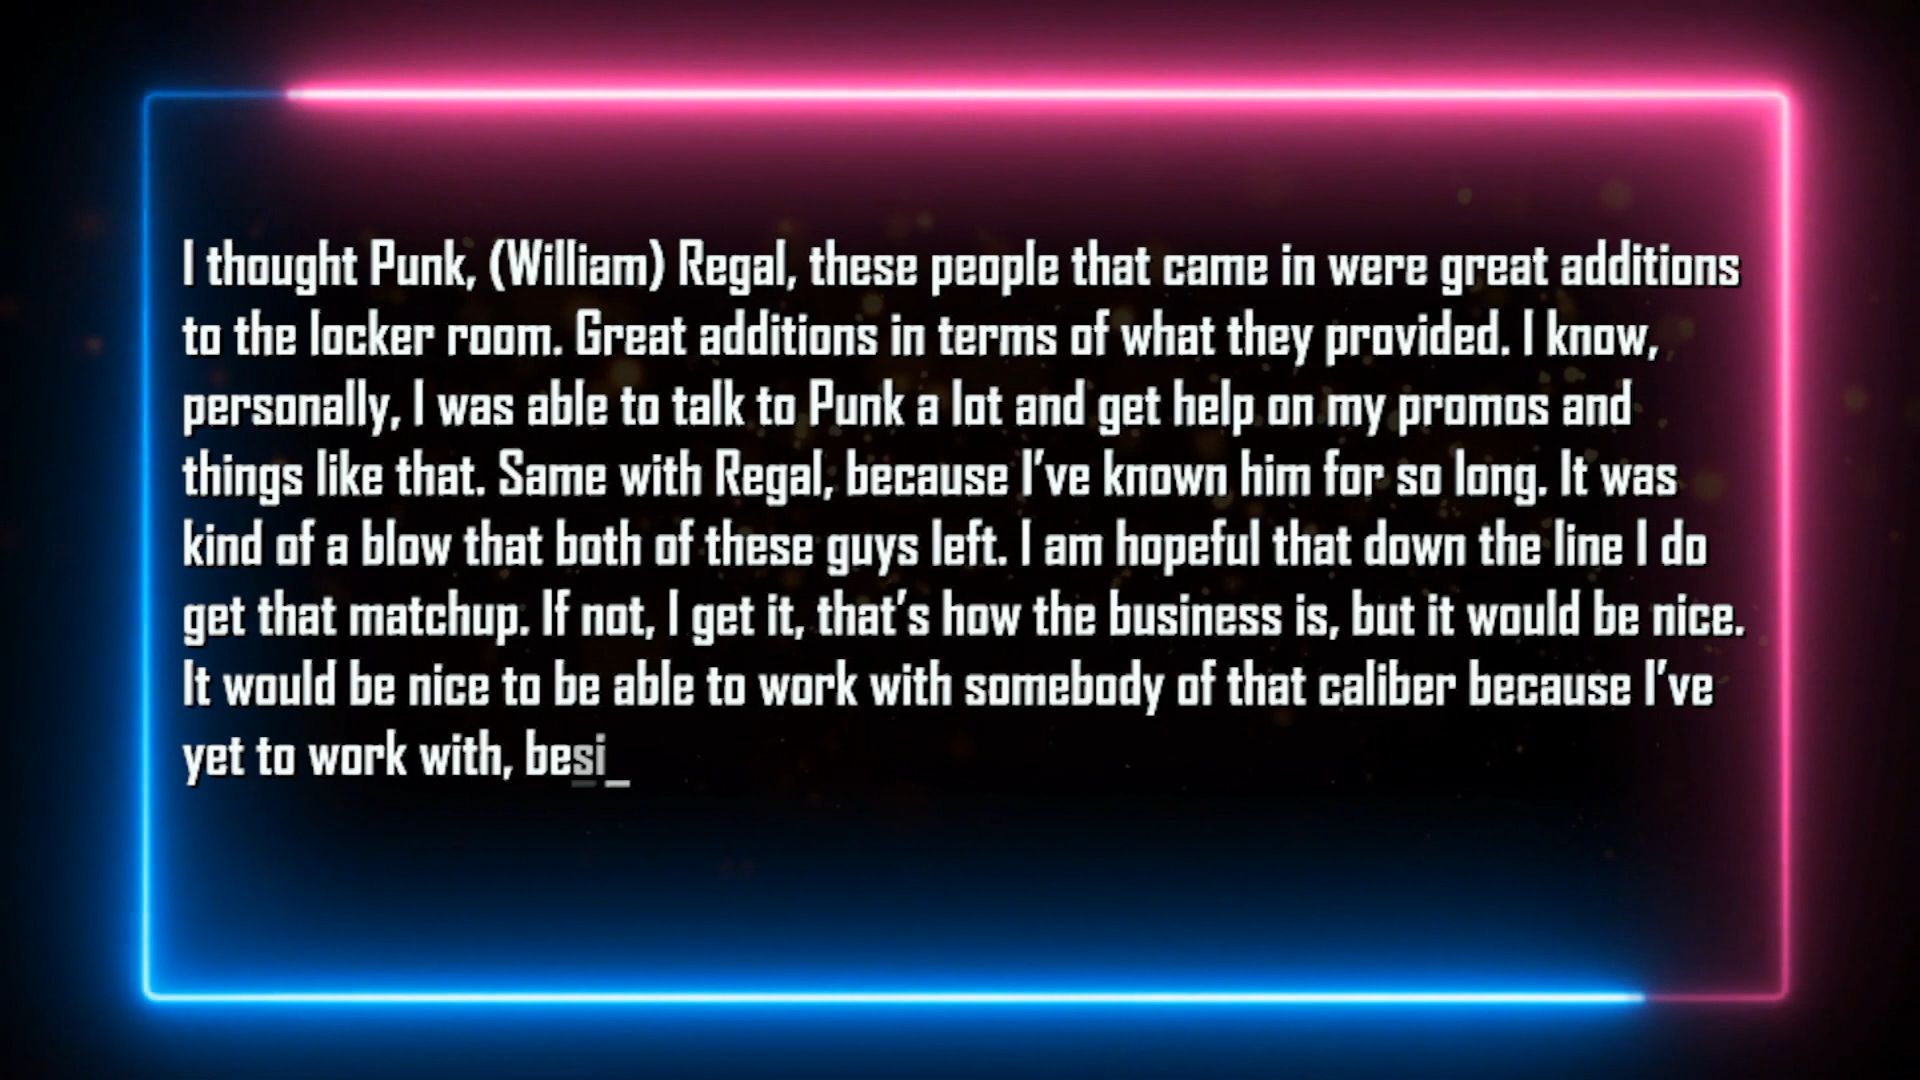 I thought Punk, (William) Regal, these people that came in were great additions
to the locker room. Great additions in terms of what they provided. I know,
personally, I was able to talk to Punk a lot and get help on my promos and
things like that. Same with Regal, because I've known him for so long. It was
kind of a blow that both of these guys left. I am hopeful that down the line I do
get that matchup. If not, I get it, that's how the business is, but it would be nice.
It would be nice to be able to work with somebody of that caliber because I've
yet to work with, besi_